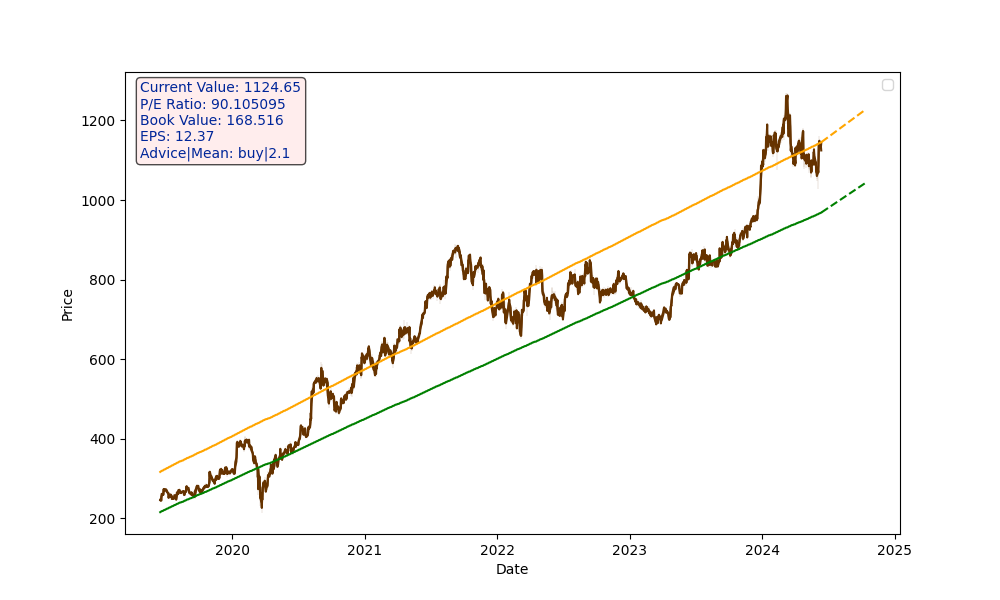 Current Value: 1124.65
P/E Ratio: 90.105095
Book Value: 168.516
EPS: 12.37
Advice|Mean: buy|2.1
1200
1000
800
600
400
200
Price
2020 2021 2022 2023 2024 2025
Date